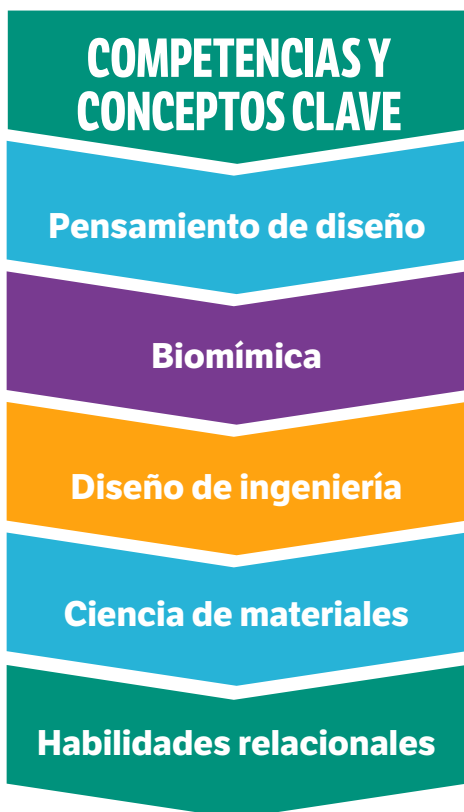 COMPETENCIAS Y
CONCEPTOS CLAVE
Pensamiento de diseño
Biomímica
Diseño de ingeniería
Ciencia de materiales
Habilidades relacionales